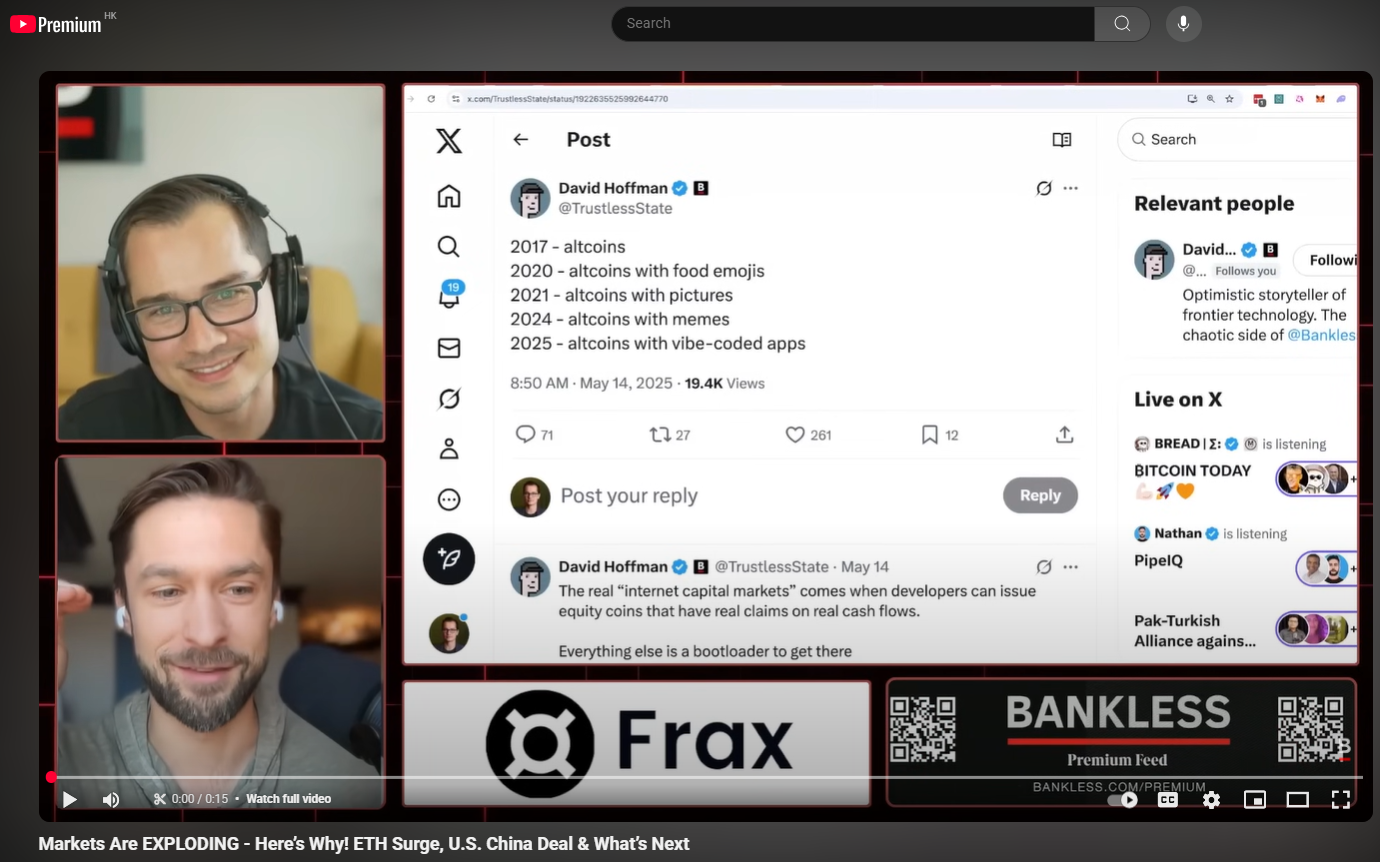 Premium HK
Search
x.com/TrustlessState/status/1922635525992644770
Post
Search
David Hoffman
@TrustlessState
2017 - altcoins
2020 - altcoins with food emojis
2021 - altcoins with pictures
2024 - altcoins with memes
2025 - altcoins with vibe-coded apps
8:50 AM · May 14, 2025 · 19.4K Views
71 27 261 12
19
Post your reply
Reply
David Hoffman @TrustlessState · May 14
The real “internet capital markets” comes when developers can issue
equity coins that have real claims on real cash flows.
Everything else is a bootloader to get there
Relevant people
David...
@... Follows you
Followi
Optimistic storyteller of
frontier technology. The
chaotic side of @Bankles
Live on X
BREAD | Σ: is listening
BITCOIN TODAY
Nathan is listening
PipeIQ
Pak-Turkish
Alliance agains...
Frax
BANKLESS
Premium Feed
BANKLESS.COM/PREMIUM
0:00 / 0:15 • Watch full video
CC
Markets Are EXPLODING - Here’s Why! ETH Surge, U.S. China Deal & What’s Next